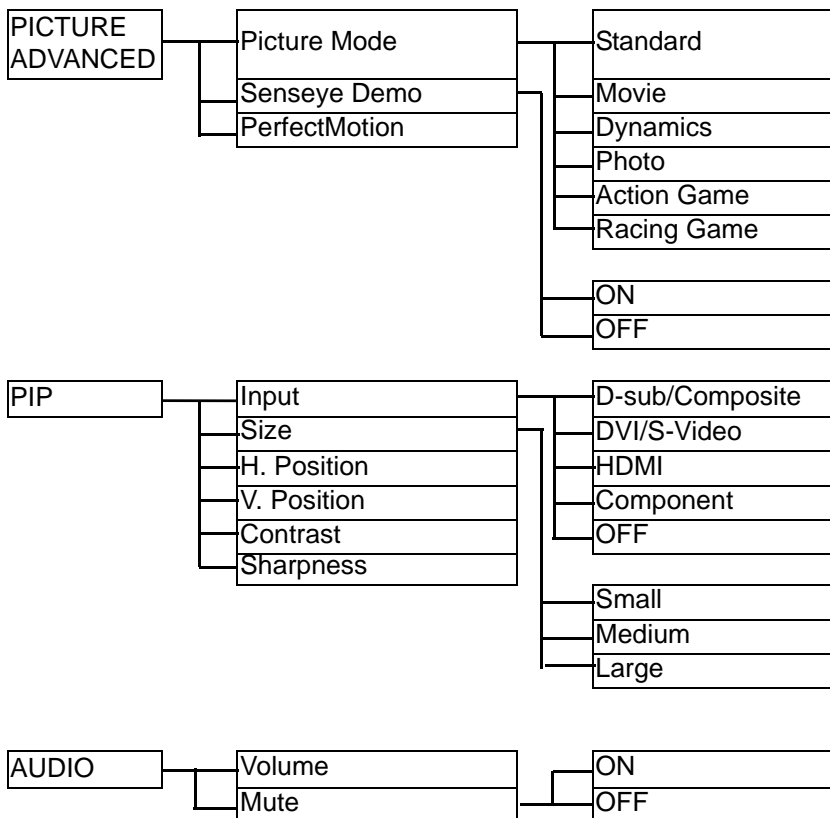 PICTURE
ADVANCED
Picture Mode
Standard
Senseye Demo
Movie
PerfectMotion
Dynamics
Photo
Action Game
Racing Game
ON
OFF
PIP
Input
D-sub/Composite
Size
DVI/S-Video
H. Position
HDMI
V. Position
Component
Contrast
OFF
Sharpness
Small
Medium
Large
AUDIO
Volume
ON
Mute
OFF